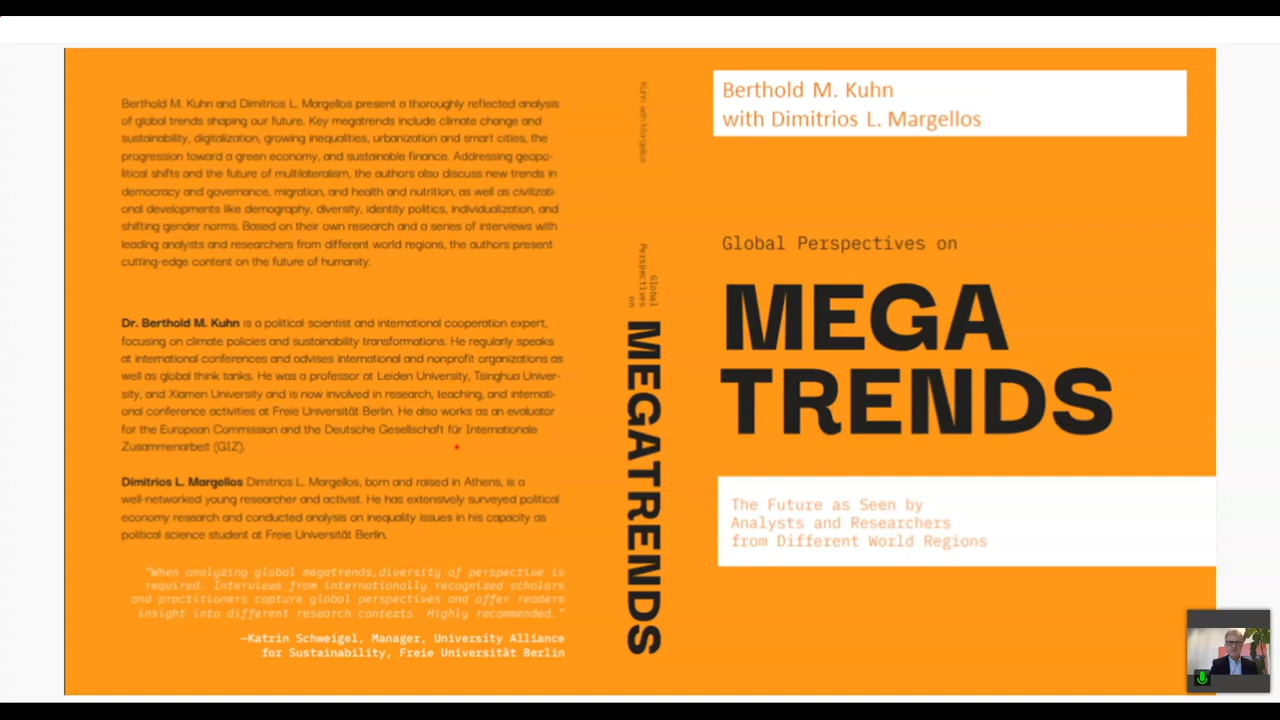 Berthold M. Kuhn and Dimitrios L. Margellos present a thoroughly reflected analysis
of global trends shaping our future. Key megatrends include climate change and
sustainability, digitalization, growing inequalities, urbanization and smart cities, the
progression toward a green economy, and sustainable finance. Addressing geopo-
litical shifts and the future of multilateralism, the authors also discuss new trends in
democracy and governance, migration, and health and nutrition, as well as civilizati-
onal developments like demography, diversity, identity politics, individualization, and
shifting gender norms. Based on their own research and a series of interviews with
leading analysts and researchers from different world regions, the authors present
cutting-edge content on the future of humanity.
Dr. Berthold M. Kuhn is a political scientist and international cooperation expert,
focusing on climate policies and sustainability transformations. He regularly speaks
at international conferences and advises international and nonprofit organizations as
well as global think tanks. He was a professor at Leiden University, Tsinghua Univer-
sity, and Xiamen University and is now involved in research, teaching, and internati-
onal conference activities at Freie Universität Berlin. He also works as an evaluator
for the European Commission and the Deutsche Gesellschaft für Internationale
Zusammenarbeit (GIZ).
Dimitrios L. Margellos Dimitrios L. Margellos, born and raised in Athens, is a
well-networked young researcher and activist. He has extensively surveyed political
economy research and conducted analysis on inequality issues in his capacity as
political science student at Freie Universität Berlin.
"When analyzing global megatrends, diversity of perspective is
required. Interviews from internationally recognized scholars
and practitioners capture global perspectives and offer readers
insight into different research contexts. Highly recommended."
—Katrin Schweigel, Manager, University Alliance
for Sustainability, Freie Universität Berlin
Kuhn with Margellos
Global
Perspectives
on
MEGATRENDS
Berthold M. Kuhn
with Dimitrios L. Margellos
Global Perspectives on
MEGA
TRENDS
The Future as Seen by
Analysts and Researchers
from Different World Regions